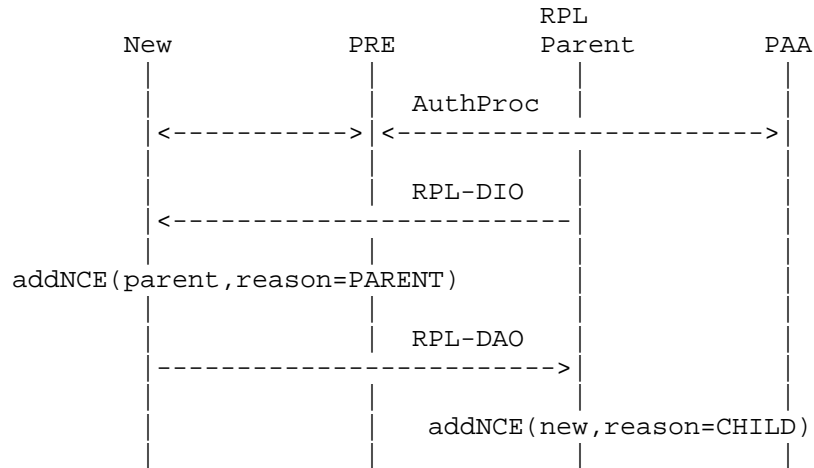 RPL
New PRE Parent PAA
AuthProc
<-----------> <----------------------->
RPL-DIO
<-------------------------
addNCE(parent,reason=PARENT)
RPL-DAO
------------------------->
addNCE(new,reason=CHILD)